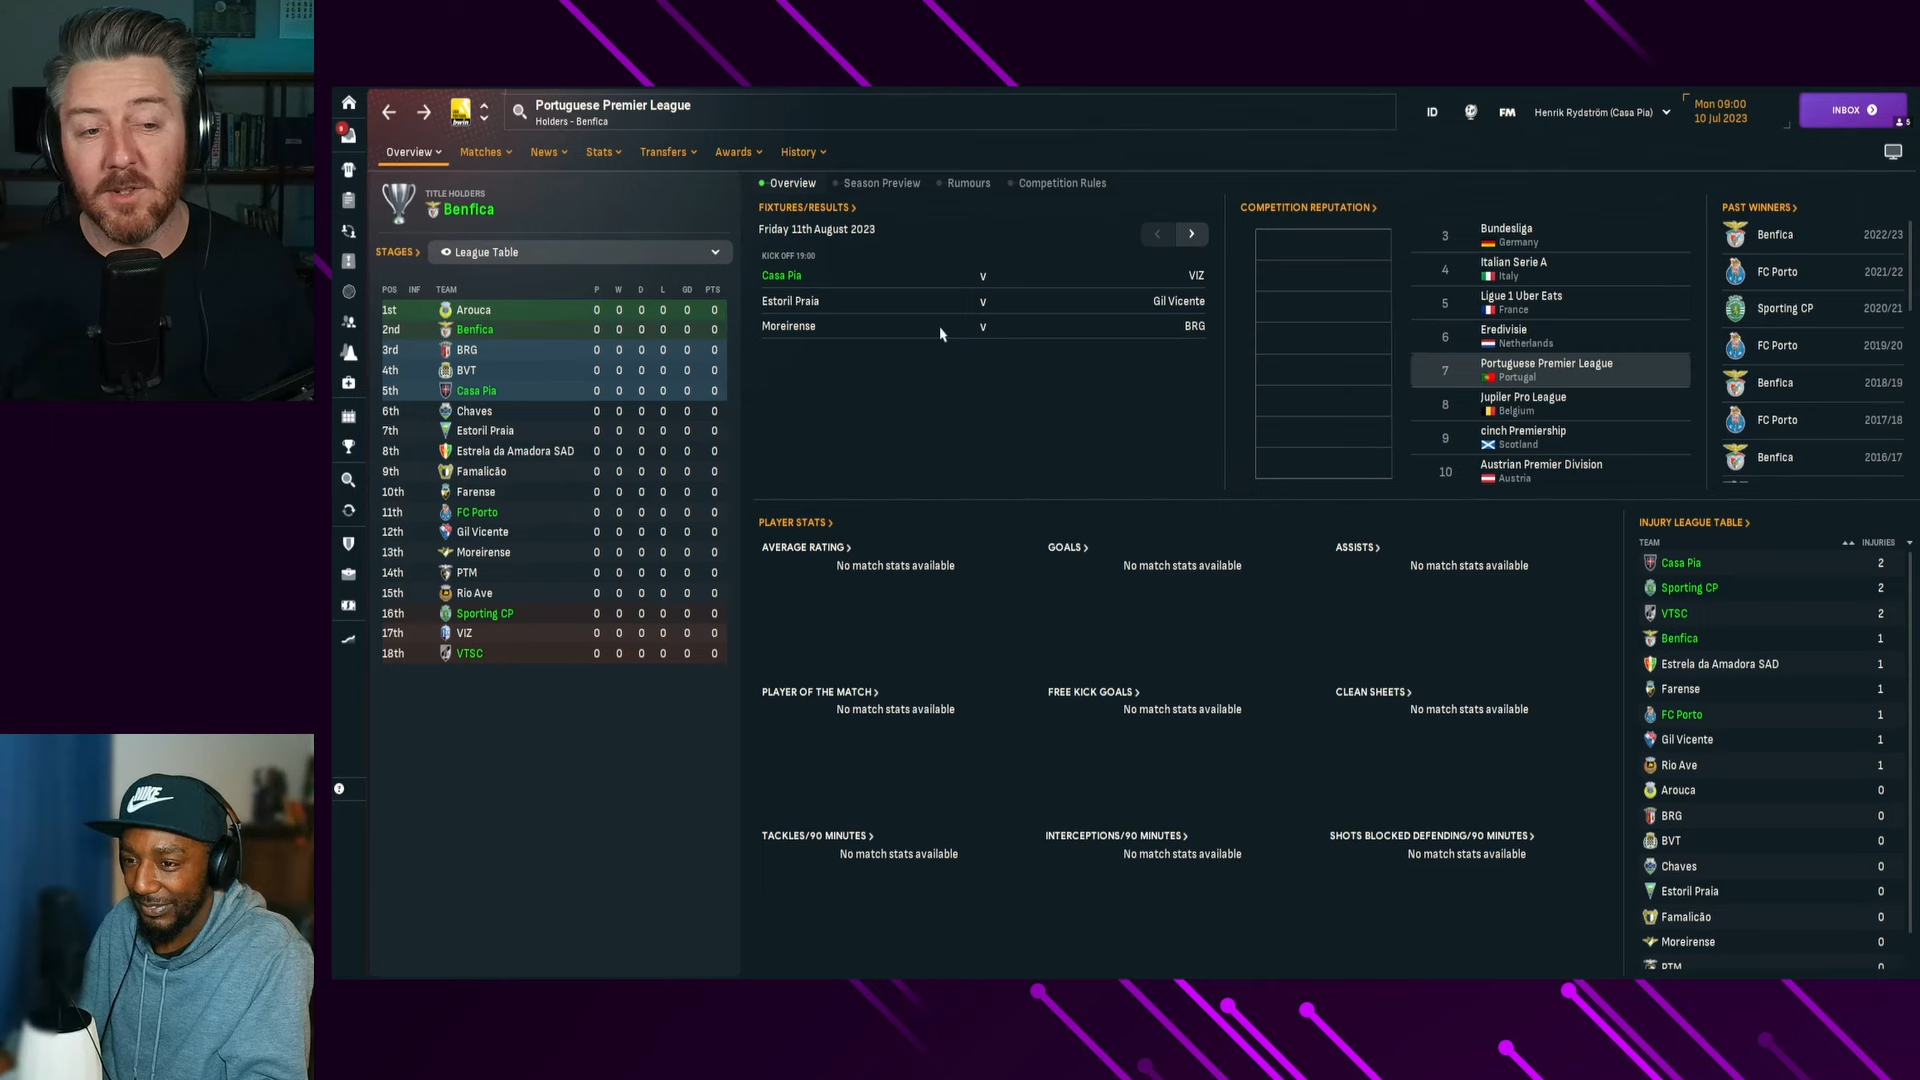 Portuguese Premier League
Holders - Benfica
ID
FM
Henrik Rydström (Casa Pia)
Mon 09:00
10 Jul 2023
INBOX
5
Overview
Matches
News
Stats
Transfers
Awards
History
TITLE HOLDERS
Benfica
STAGES
League Table
POS INF TEAM P W D L GD PTS
1st Arouca 0 0 0 0 0 0
2nd Benfica 0 0 0 0 0 0
3rd BRG 0 0 0 0 0 0
4th BVT 0 0 0 0 0 0
5th Casa Pia 0 0 0 0 0 0
6th Chaves 0 0 0 0 0 0
7th Estoril Praia 0 0 0 0 0 0
8th Estrela da Amadora SAD 0 0 0 0 0 0
9th Famalicão 0 0 0 0 0 0
10th Farense 0 0 0 0 0 0
11th FC Porto 0 0 0 0 0 0
12th Gil Vicente 0 0 0 0 0 0
13th Moreirense 0 0 0 0 0 0
14th PTM 0 0 0 0 0 0
15th Rio Ave 0 0 0 0 0 0
16th Sporting CP 0 0 0 0 0 0
17th VIZ 0 0 0 0 0 0
18th VTSC 0 0 0 0 0 0
Overview
Season Preview
Rumours
Competition Rules
FIXTURES/RESULTS
Friday 11th August 2023
KICK OFF 19:00
Casa Pia v VIZ
Estoril Praia v Gil Vicente
Moreirense v BRG
COMPETITION REPUTATION
3 Bundesliga
Germany
4 Italian Serie A
Italy
5 Ligue 1 Uber Eats
France
6 Eredivisie
Netherlands
7 Portuguese Premier League
Portugal
8 Jupiler Pro League
Belgium
9 cinch Premiership
Scotland
10 Austrian Premier Division
Austria
PAST WINNERS
Benfica 2022/23
FC Porto 2021/22
Sporting CP 2020/21
FC Porto 2019/20
Benfica 2018/19
FC Porto 2017/18
Benfica 2016/17
PLAYER STATS
AVERAGE RATING
No match stats available
GOALS
No match stats available
ASSISTS
No match stats available
PLAYER OF THE MATCH
No match stats available
FREE KICK GOALS
No match stats available
CLEAN SHEETS
No match stats available
TACKLES/90 MINUTES
No match stats available
INTERCEPTIONS/90 MINUTES
No match stats available
SHOTS BLOCKED DEFENDING/90 MINUTES
No match stats available
INJURY LEAGUE TABLE
TEAM INJURIES
Casa Pia 2
Sporting CP 2
VTSC 2
Benfica 1
Estrela da Amadora SAD 1
Farense 1
FC Porto 1
Gil Vicente 1
Rio Ave 1
Arouca 0
BRG 0
BVT 0
Chaves 0
Estoril Praia 0
Famalicão 0
Moreirense 0
PTM 0
NIKE